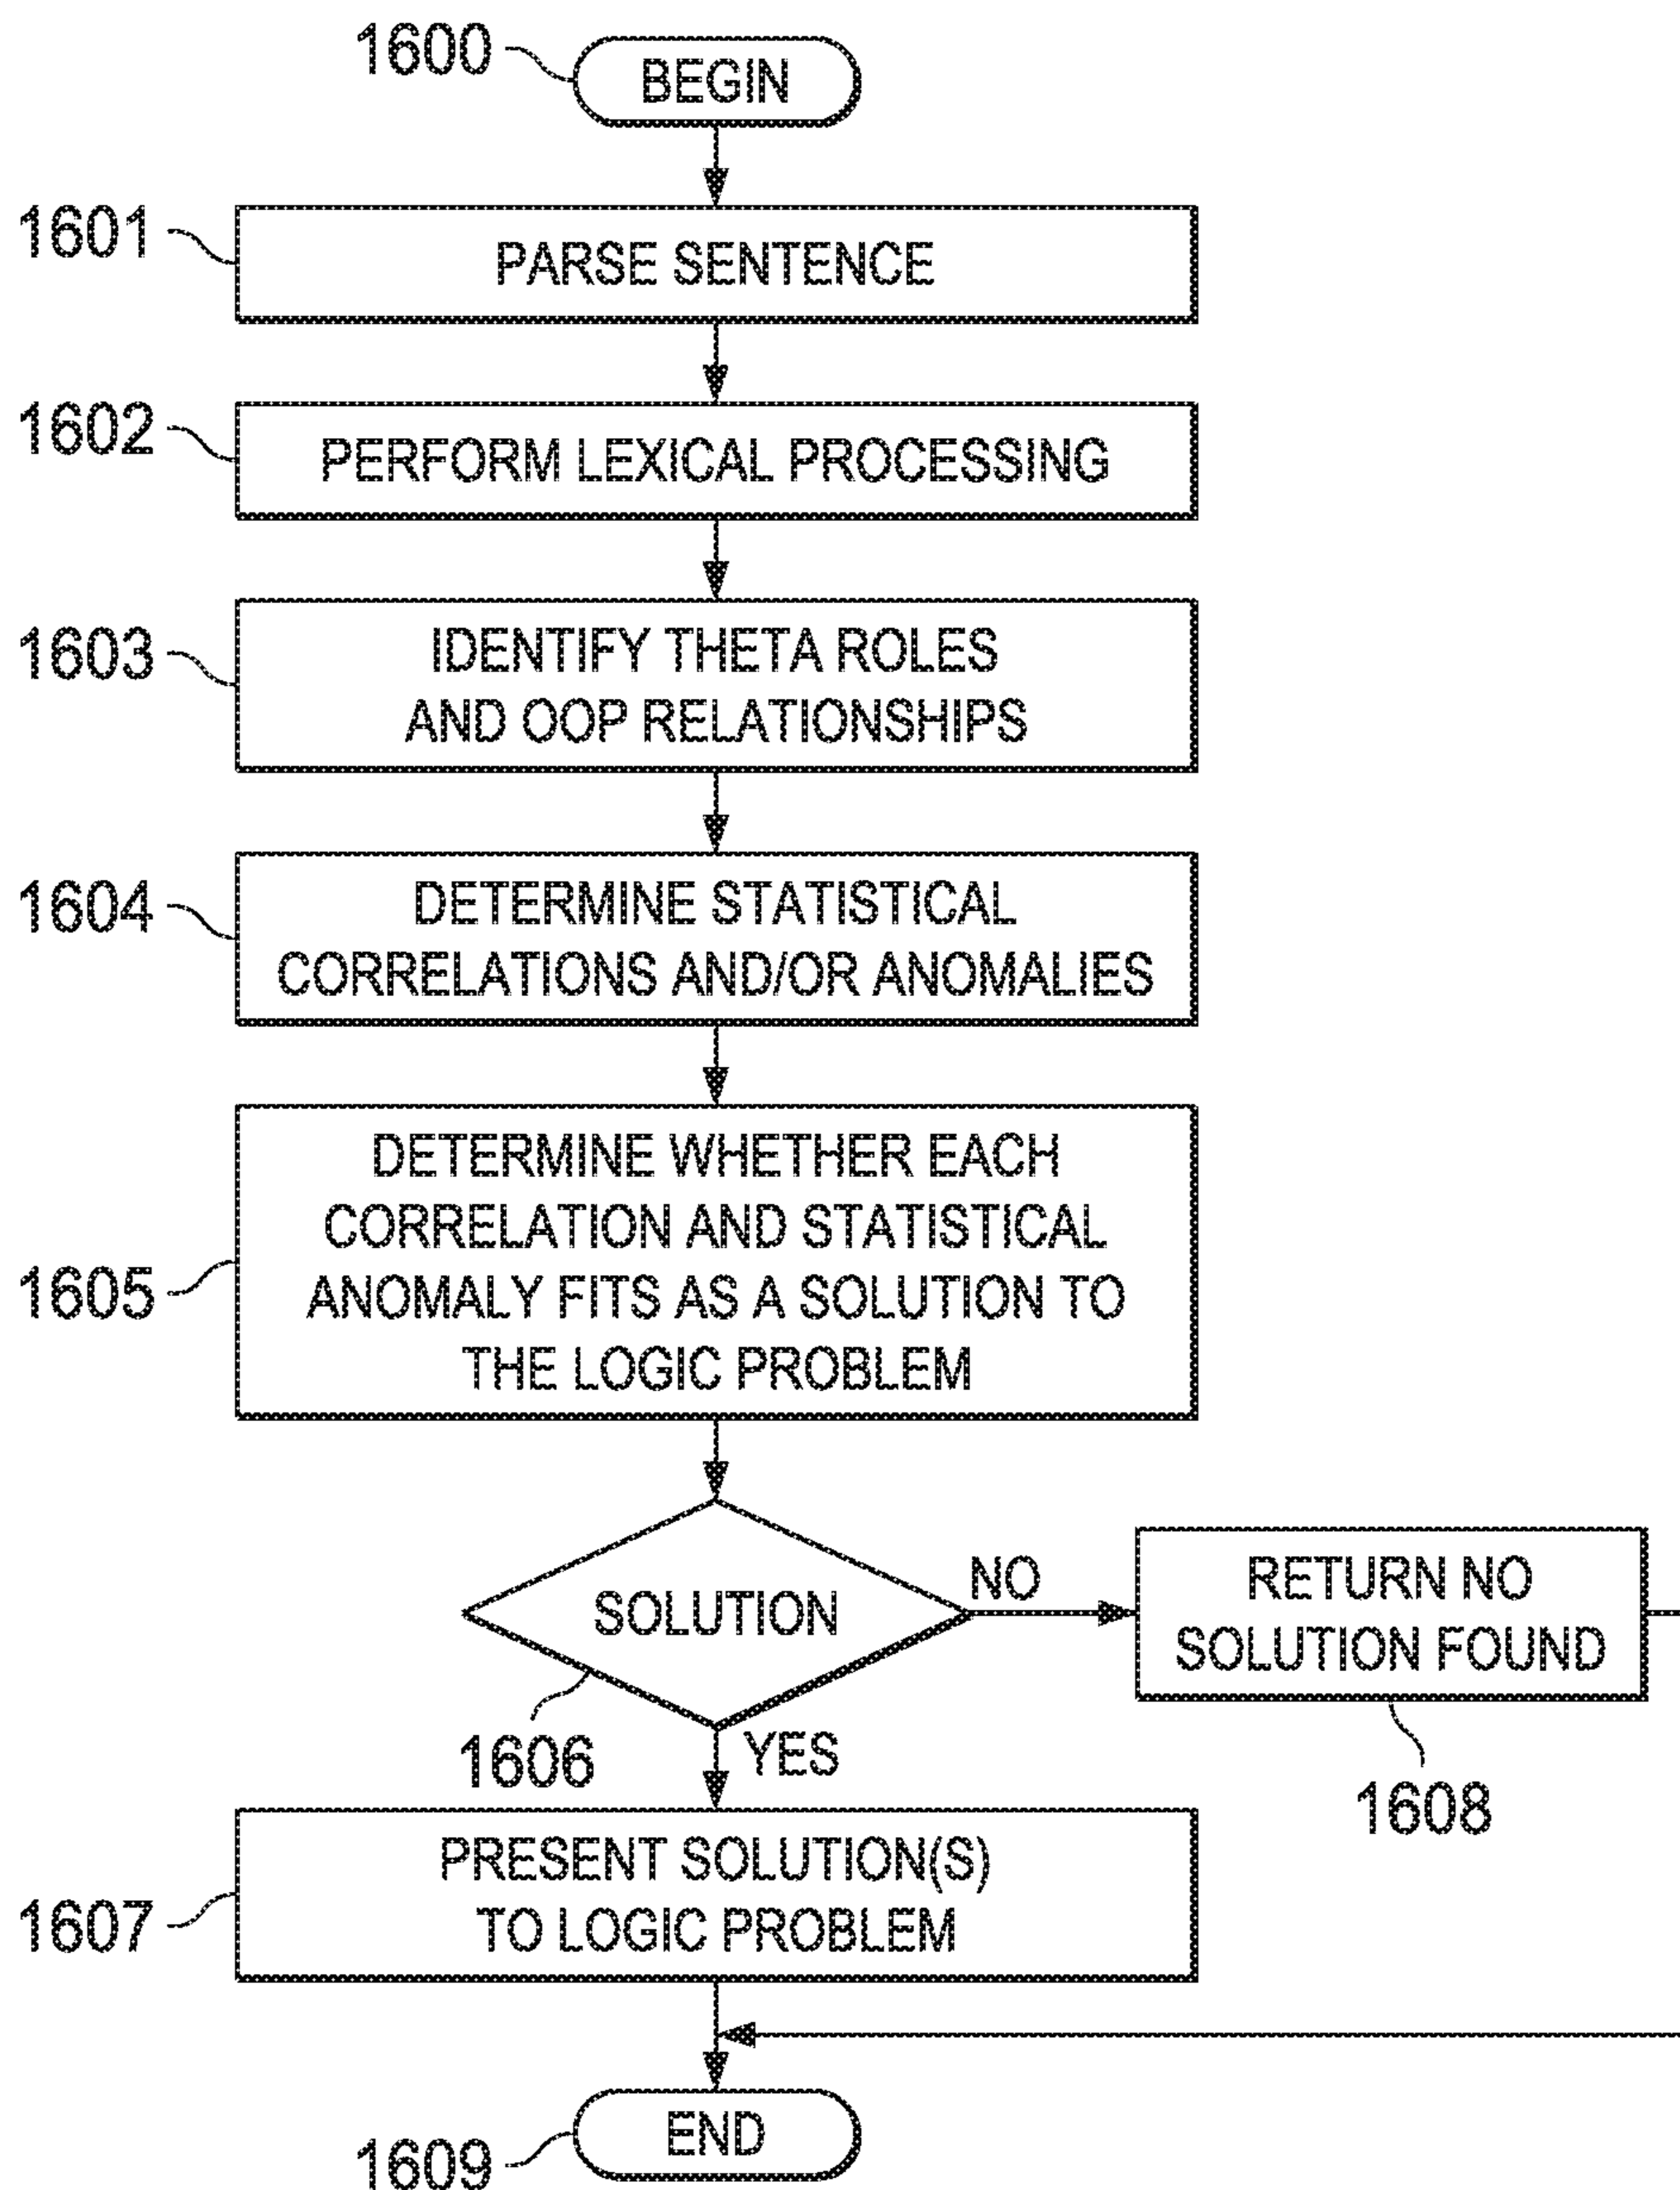 1600
BEGIN
1601
PARSE SENTENCE
1602
PERFORM LEXICAL PROCESSING
1603
IDENTIFY THETA ROLES
AND OOP RELATIONSHIPS
1604
DETERMINE STATISTICAL
CORRELATIONS AND/OR ANOMALIES
1605
DETERMINE WHETHER EACH
CORRELATION AND STATISTICAL
ANOMALY FITS AS A SOLUTION TO
THE LOGIC PROBLEM
SOLUTION
1606
NO
RETURN NO
SOLUTION FOUND
1608
YES
1607
PRESENT SOLUTION(S)
TO LOGIC PROBLEM
END
1609